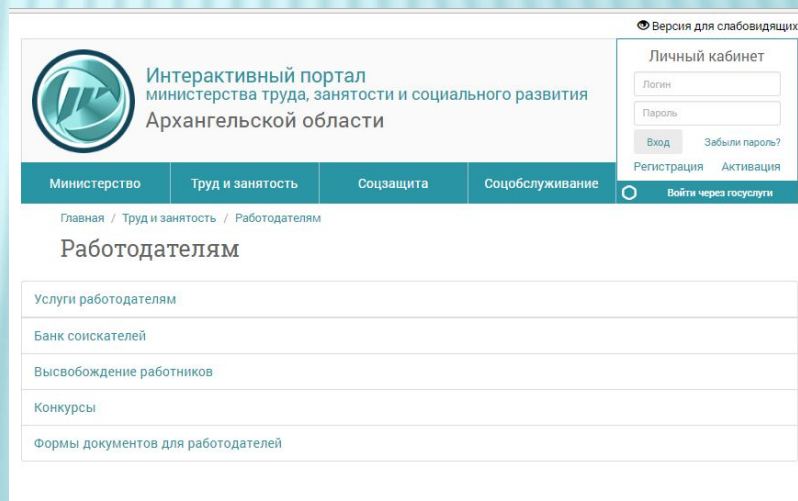 Версия для слабовидящих
Интерактивный портал
министерства труда, занятости и социального развития
Архангельской области
Личный кабинет
Логин
Пароль
Вход Забыли пароль?
Регистрация Активация
Войти через госуслуги
Министерство Труд и занятость Соцзащита Соцобслуживание
Главная / Труд и занятость / Работодателям
Работодателям
Услуги работодателям
Банк соискателей
Высвобождение работников
Конкурсы
Формы документов для работодателей